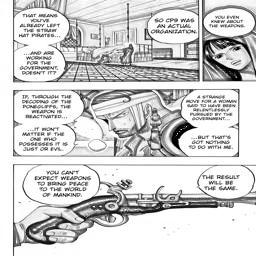 THAT MEANS
YOU'VE
ALREADY LEFT
THE STRAW
HAT PIRATES...
...AND ARE
WORKING
FOR THE
GOVERNMENT,
DOESN'T IT?
SO CP9 WAS
AN ACTUAL
ORGANIZATION.
YOU EVEN
KNEW ABOUT
THE WEAPONS.
IF, THROUGH
THE DECODING
OF THE
PONEGLIFFS,
THE WEAPON
IS REACTIVATED...
...IT WON'T
MATTER IF THE
ONE WHO
POSSESSES IT IS
JUST OR EVIL.
A STRANGE
MOVE FOR A WOMAN
SAID TO HAVE BEEN
RELENTLESSLY
PURSUED BY THE
GOVERNMENT...
...BUT THAT'S
GOT NOTHING
TO DO WITH ME.
YOU CAN'T
EXPECT WEAPONS
TO BRING PEACE
TO THE WORLD
OF MANKIND.
THE RESULT
WILL BE
THE SAME.